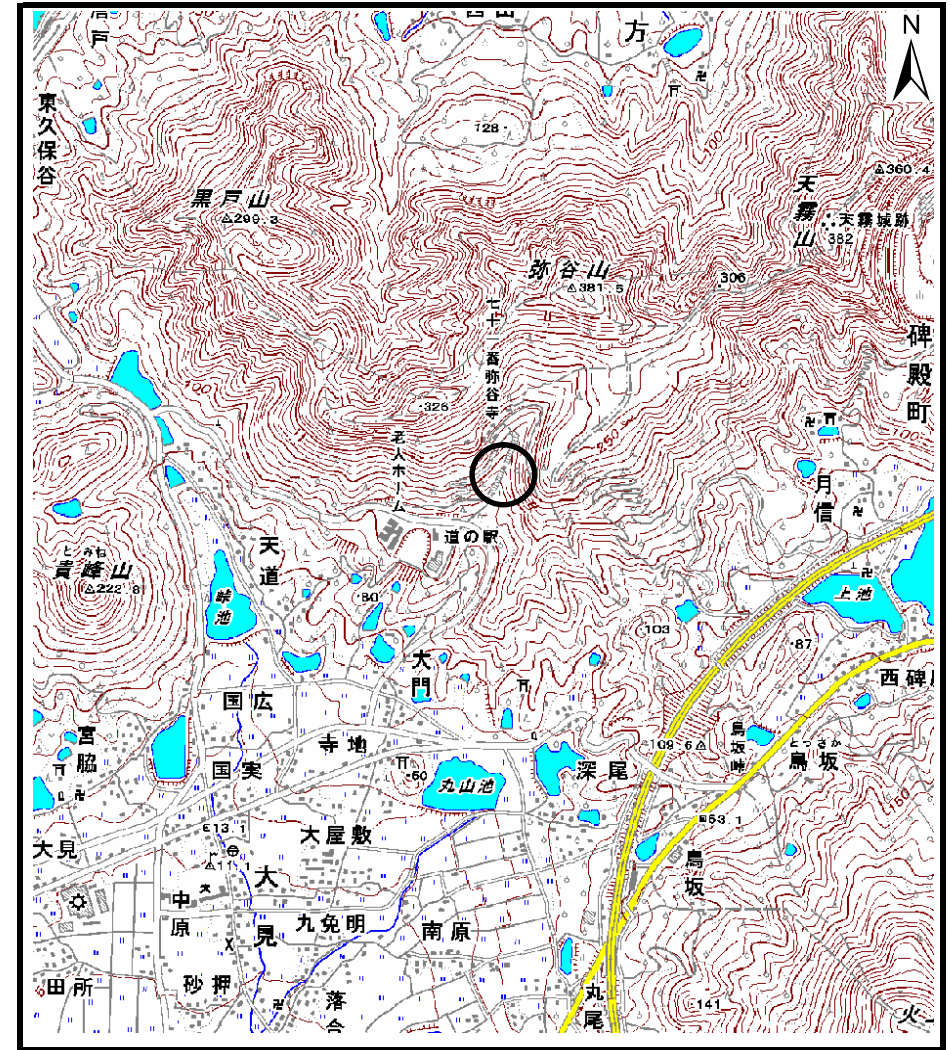 N
方
128
東久保谷
黒戸山
299.3
360.4
天霧山
天霧城跡
382
弥谷山
381.5
306
七十一番弥谷寺
碑殿町
100
325
250
老人ホーム
道の駅
月信
天道
とみね
貴峰山
222.8
峠池
80
上池
103
87
大門
西碑
国広
宮脇
寺地
国実
60
丸山池
深尾
109.6
鳥坂峠
とっさか
鳥坂
50
大見
13.1
大屋敷
53.1
鳥坂
中原
大見
九免明
南原
田所
砂押
落合
丸尾
141
火